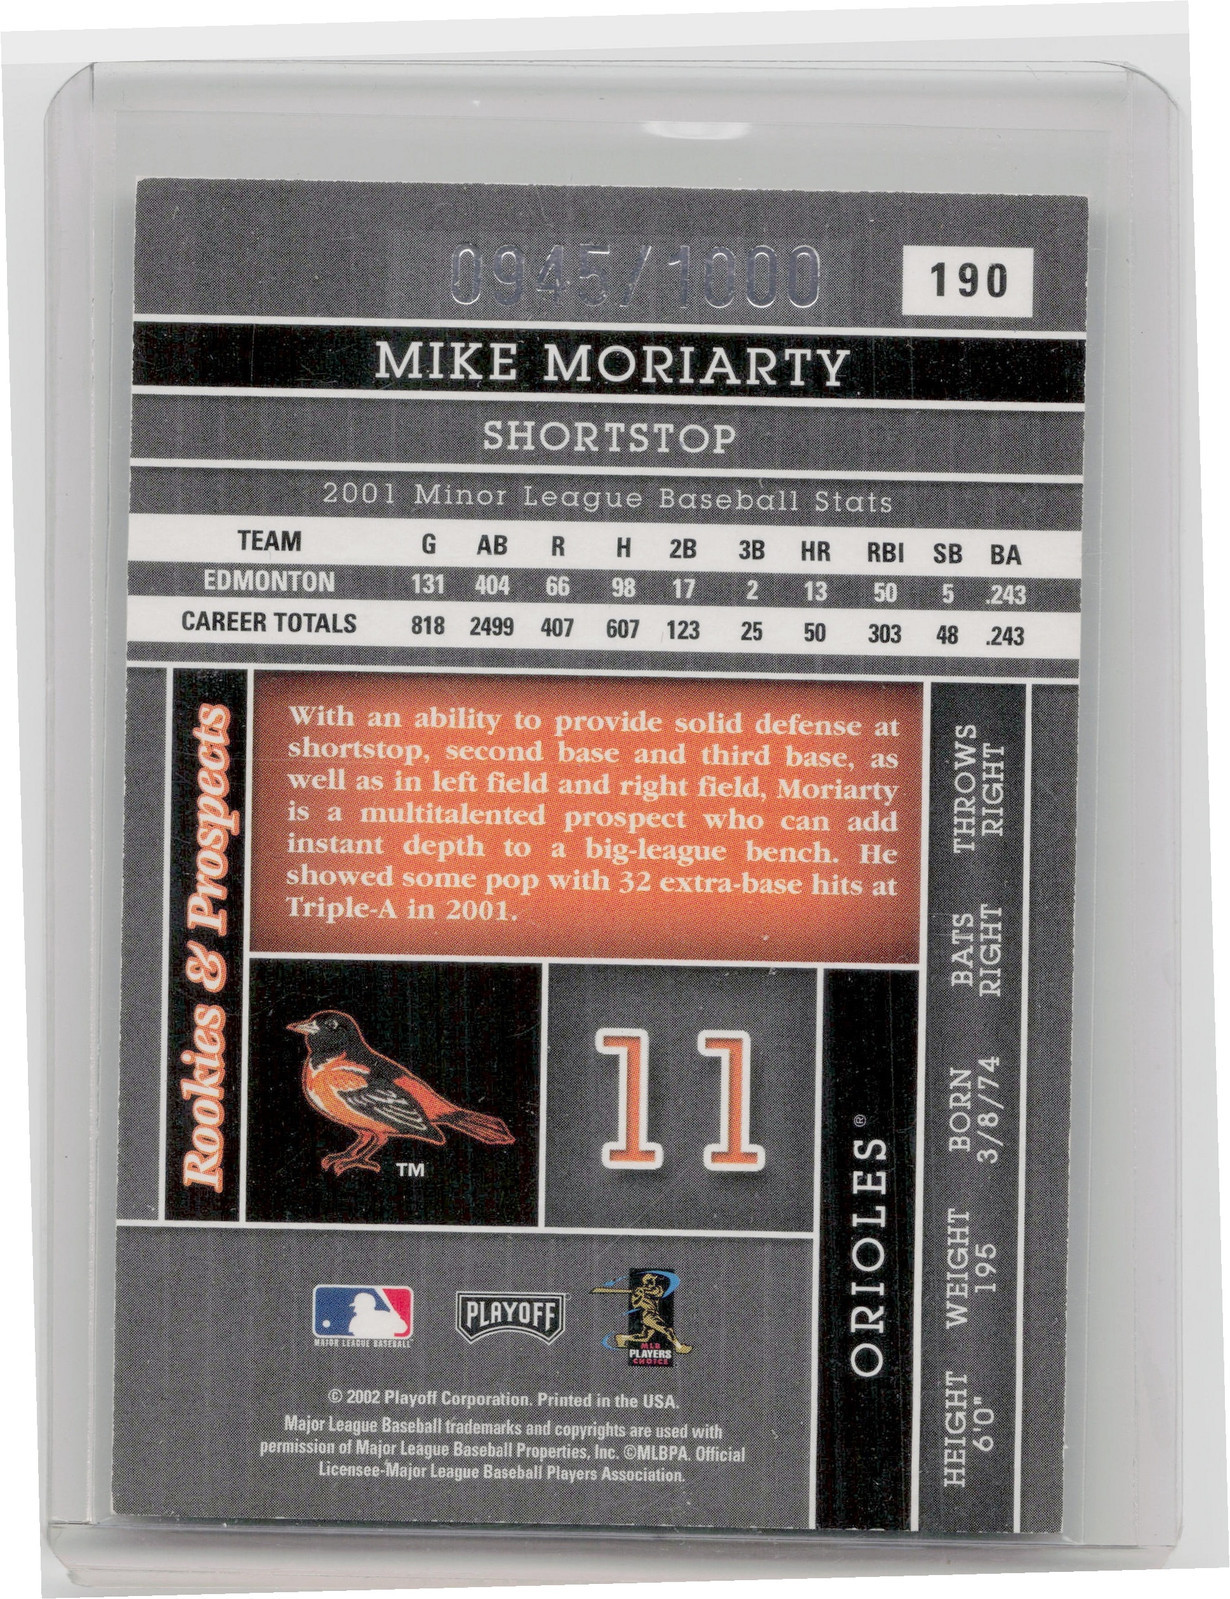 0945/1000
190
MIKE MORIARTY
SHORTSTOP
2001 Minor League Baseball Stats
TEAM G AB R H 2B 3B HR RBI SB BA
EDMONTON 131 404 66 98 17 2 13 50 5 .243
CAREER TOTALS 818 2499 407 607 123 25 50 303 48 .243
Rookies & Prospects
With an ability to provide solid defense at
shortstop, second base and third base, as
well as in left field and right field, Moriarty
is a multitalented prospect who can add
instant depth to a big-league bench. He
showed some pop with 32 extra-base hits at
Triple-A in 2001.
TM
11
ORIOLES®
HEIGHT WEIGHT BORN BATS THROWS
6'0" 195 3/8/74 RIGHT RIGHT
MAJOR LEAGUE BASEBALL
PLAYOFF
MLB
PLAYERS
CHOICE
© 2002 Playoff Corporation. Printed in the USA.
Major League Baseball trademarks and copyrights are used with
permission of Major League Baseball Properties, Inc. ©MLBPA. Official
Licensee-Major League Baseball Players Association.